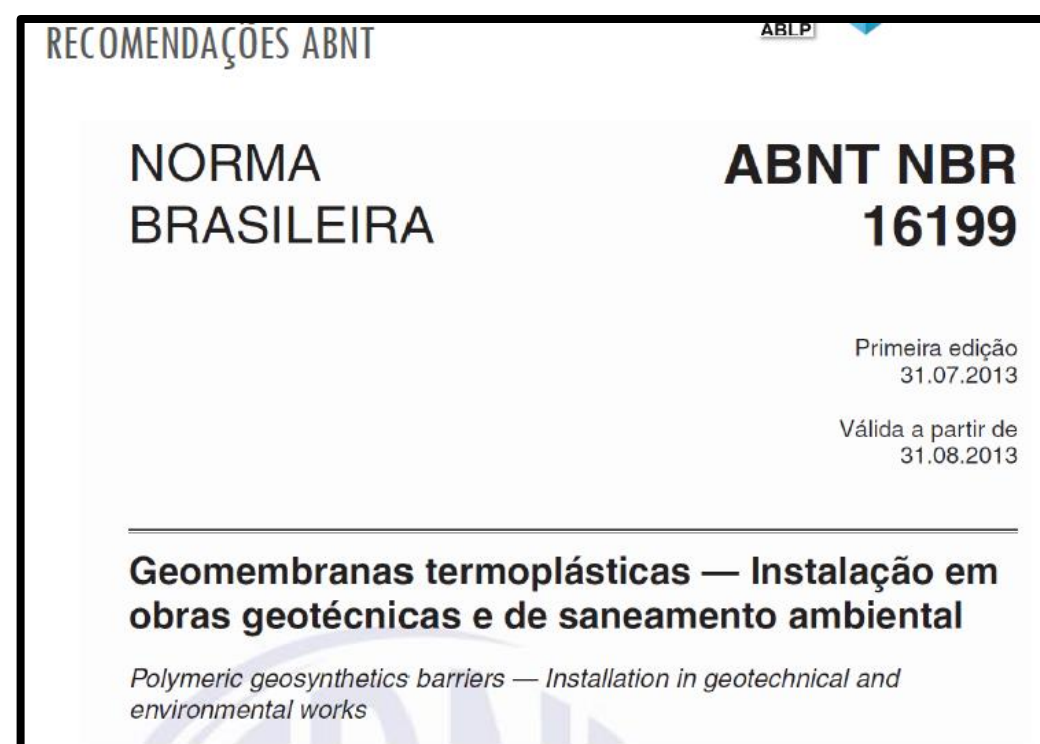 RECOMENDAÇÕES ABNT
ABLP
NORMA
BRASILEIRA
ABNT NBR
16199
Primeira edição
31.07.2013
Válida a partir de
31.08.2013
Geomembranas termoplásticas — Instalação em
obras geotécnicas e de saneamento ambiental
Polymeric geosynthetics barriers — Installation in geotechnical and
environmental works